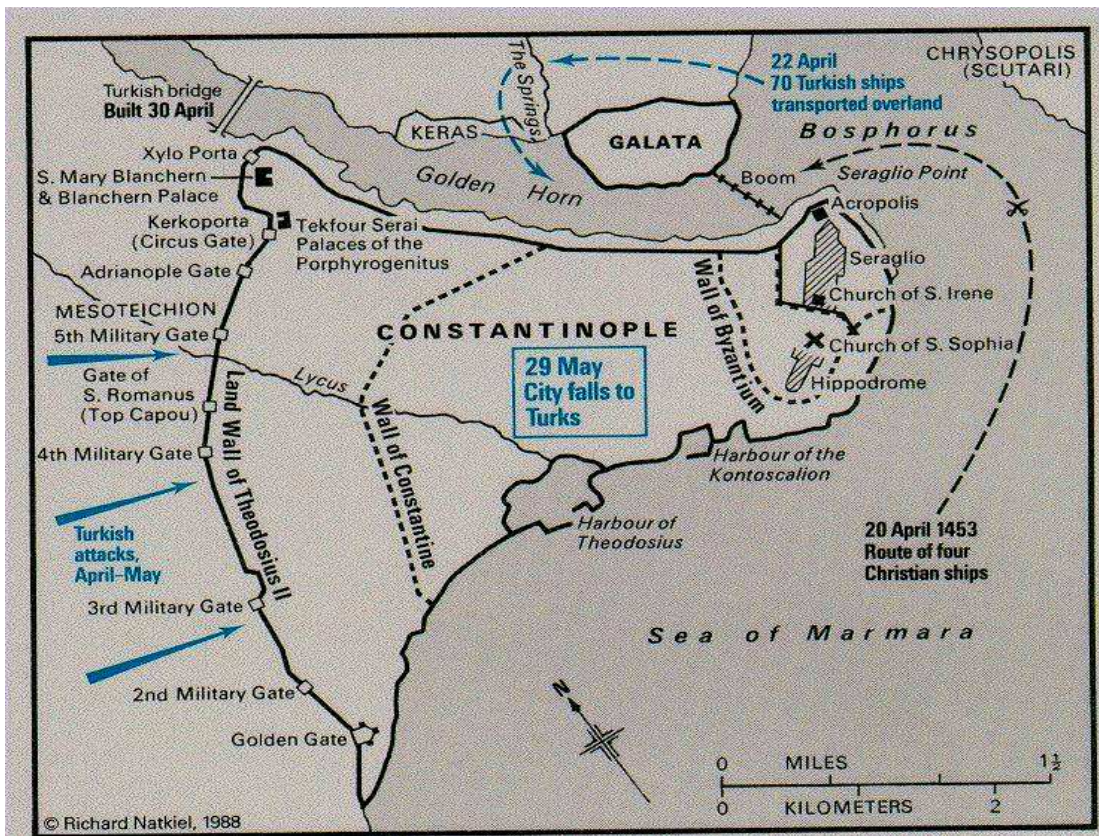 CHRYSOPOLIS
(SCUTARI)
22 April
70 Turkish ships
transported overland
The Springs
Turkish bridge
Built 30 April
KERAS
GALATA
Bosphorus
Xylo Porta
S. Mary Blanchern
& Blanchern Palace
Golden Horn
Boom
Seraglio Point
Acropolis
Kerkoporta
(Circus Gate)
Tekfour Serai
Palaces of the
Porphyrogenitus
Seraglio
Adrianople Gate
Wall of Byzantium
Church of S. Irene
MESOTEICHION
5th Military Gate
CONSTANTINOPLE
Church of S. Sophia
29 May
City falls to
Turks
Gate of
S. Romanus
(Top Capou)
Lycus
Hippodrome
Land Wall of Theodosius II
Wall of Constantine
4th Military Gate
Harbour of the
Kontoscalion
Turkish
attacks,
April–May
Harbour of
Theodosius
20 April 1453
Route of four
Christian ships
3rd Military Gate
Sea of Marmara
2nd Military Gate
N
Golden Gate
0 MILES 1½
0 KILOMETERS 2
© Richard Natkiel, 1988